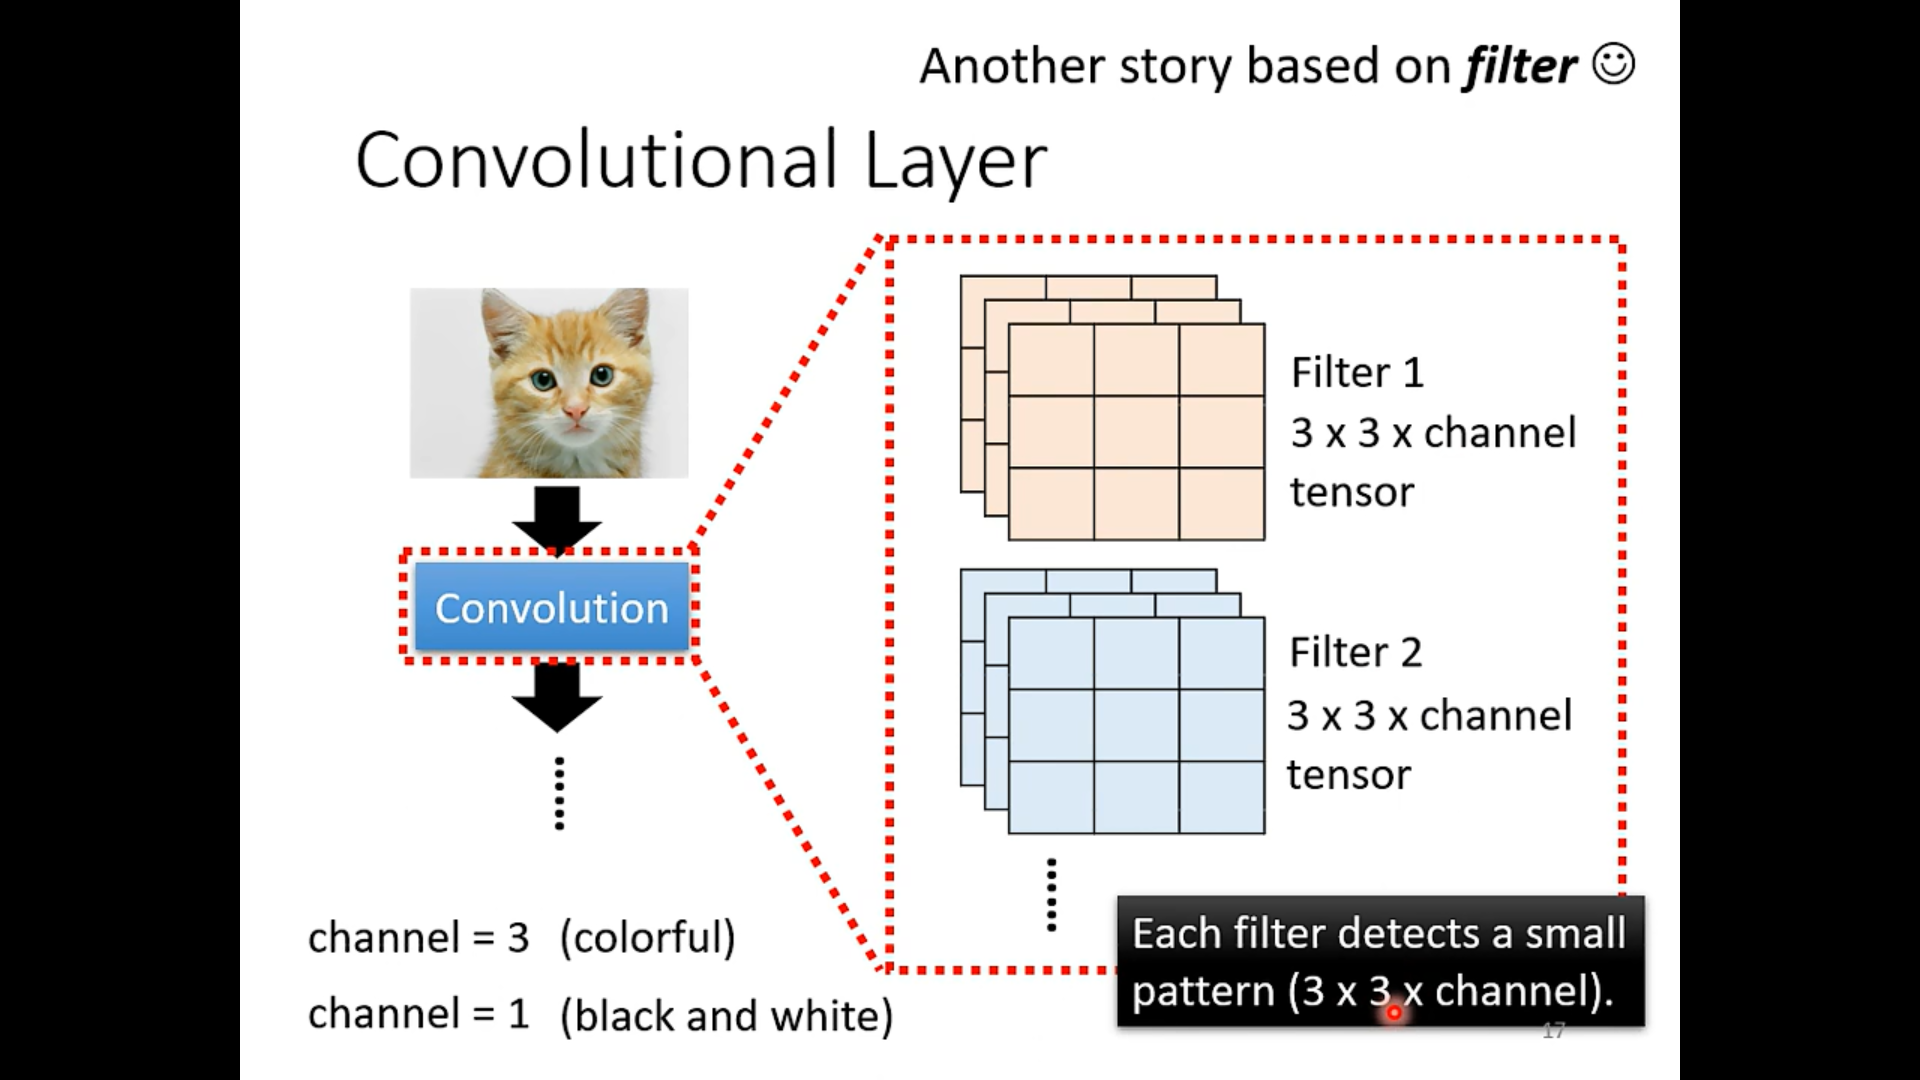 Another story based on filter ☺
Convolutional Layer
Convolution
channel = 3 (colorful)
channel = 1 (black and white)
Filter 1
3 x 3 x channel
tensor
Filter 2
3 x 3 x channel
tensor
Each filter detects a small
pattern (3 x 3 x channel).
17